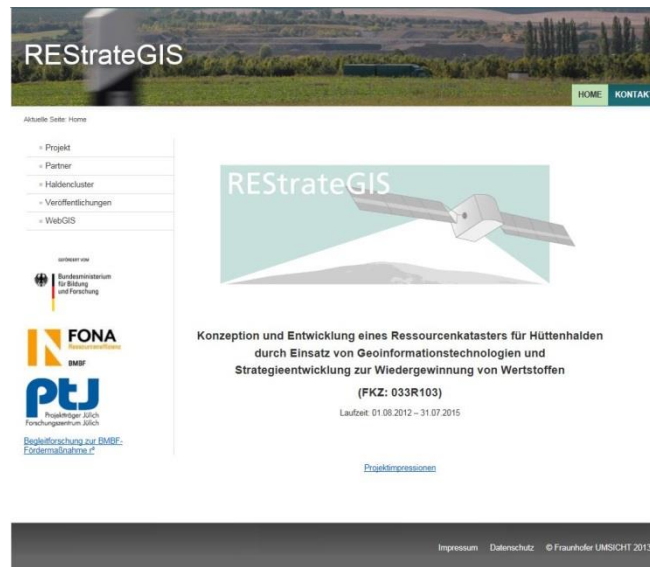 REStrateGIS
HOME KONTAKT
Aktuelle Seite: Home
Projekt
Partner
Haldencluster
Veröffentlichungen
WebGIS
GEFÖRDERT VOM
Bundesministerium
für Bildung
und Forschung
FONA
Ressourceneffizienz
BMBF
ptj
Projektträger Jülich
Forschungszentrum Jülich
Begleitforschung zur BMBF-
Fördermaßnahme r³
REStrateGIS
Konzeption und Entwicklung eines Ressourcenkatasters für Hüttenhalden
durch Einsatz von Geoinformationstechnologien und
Strategieentwicklung zur Wiedergewinnung von Wertstoffen
(FKZ: 033R103)
Laufzeit: 01.08.2012 – 31.07.2015
Projektimpressionen
Impressum Datenschutz © Fraunhofer UMSICHT 2013